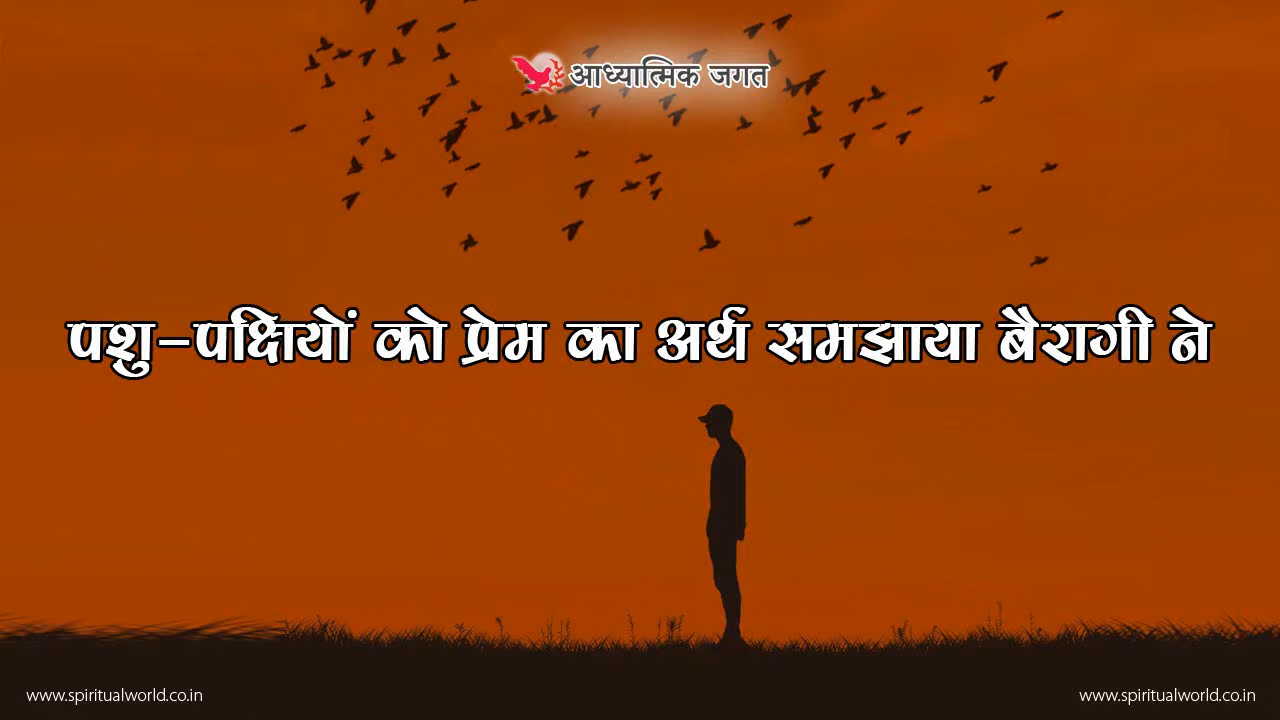 आध्यात्मिक जगत
पशु-पक्षियों को प्रेम का अर्थ समझाया बैरागी ने
www.spiritualworld.co.in
www.spiritualworld.co.in